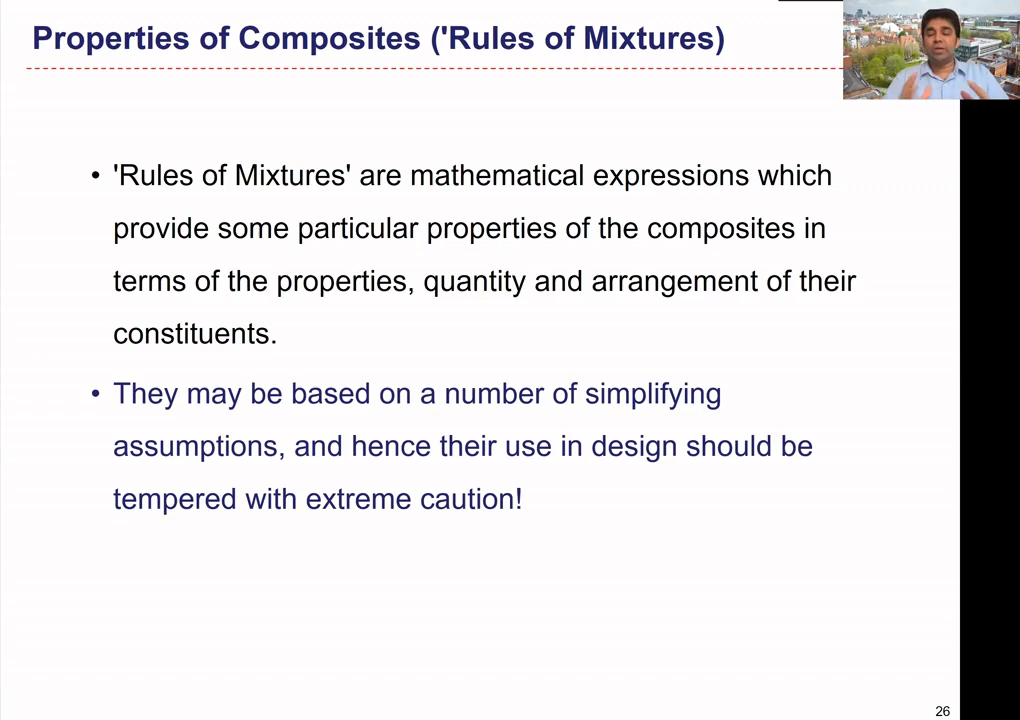 Properties of Composites ('Rules of Mixtures)
• 'Rules of Mixtures' are mathematical expressions which
provide some particular properties of the composites in
terms of the properties, quantity and arrangement of their
constituents.
• They may be based on a number of simplifying
assumptions, and hence their use in design should be
tempered with extreme caution!
26